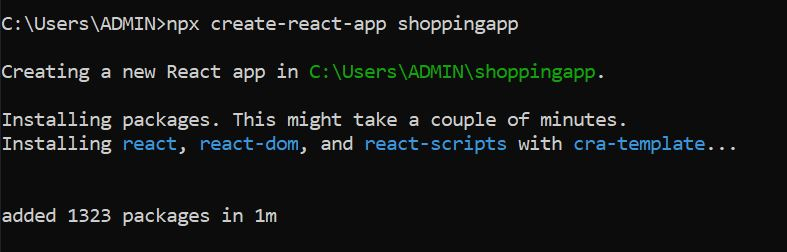 C:\Users\ADMIN>npx create-react-app shoppingapp
Creating a new React app in C:\Users\ADMIN\shoppingapp.
Installing packages. This might take a couple of minutes.
Installing react, react-dom, and react-scripts with cra-template...
added 1323 packages in 1m